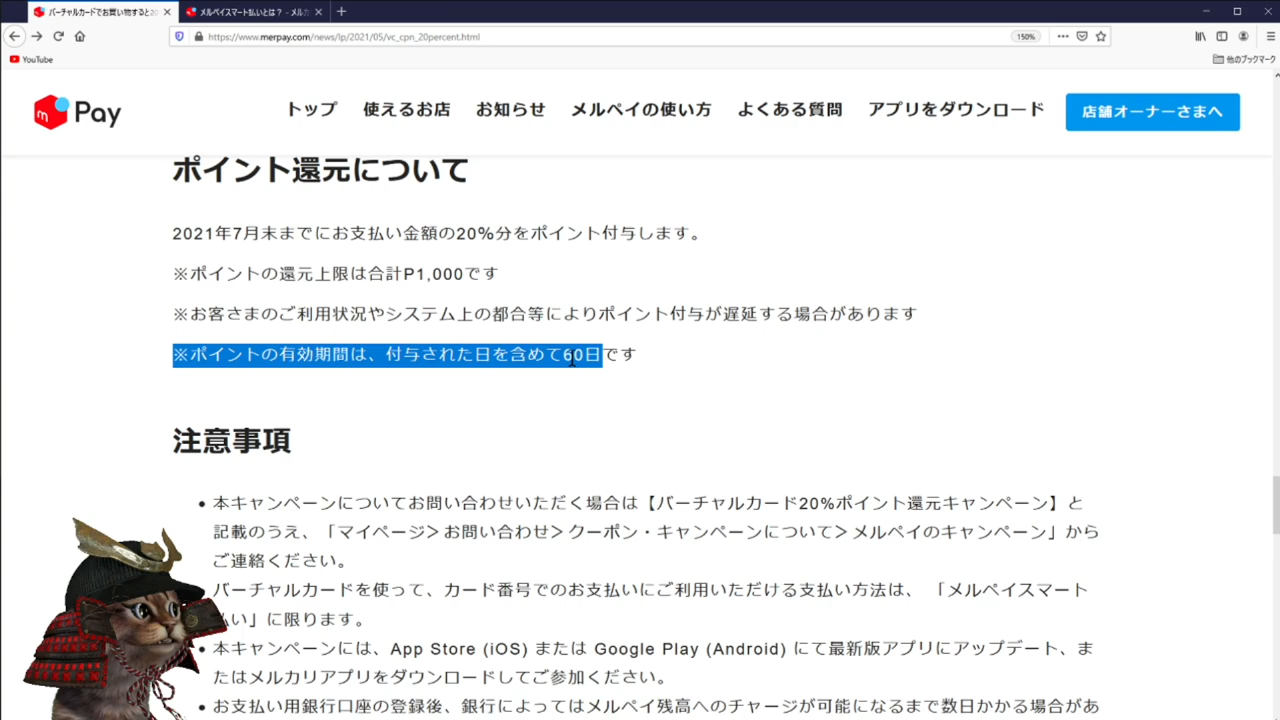 バーチャルカードでお買い物すると20
メルペイスマート払いとは？ - メルカ
https://www.merpay.com/news/lp/2021/05/vc_cpn_20percent.html
150%
YouTube
他のブックマーク
m Pay
トップ 使えるお店 お知らせ メルペイの使い方 よくある質問 アプリをダウンロード 店舗オーナーさまへ
ポイント還元について
2021年7月末までにお支払い金額の20%分をポイント付与します。
※ポイントの還元上限は合計P1,000です
※お客さまのご利用状況やシステム上の都合等によりポイント付与が遅延する場合があります
※ポイントの有効期間は、付与された日を含めて60日です
注意事項
• 本キャンペーンについてお問い合わせいただく場合は【バーチャルカード20%ポイント還元キャンペーン】と
記載のうえ、「マイページ>お問い合わせ>クーポン・キャンペーンについて>メルペイのキャンペーン」から
ご連絡ください。
バーチャルカードを使って、カード番号でのお支払いにご利用いただける支払い方法は、「メルペイスマート
払い」に限ります。
• 本キャンペーンには、App Store (iOS) または Google Play (Android) にて最新版アプリにアップデート、ま
たはメルカリアプリをダウンロードしてご参加ください。
• お支払い用銀行口座の登録後、銀行によってはメルペイ残高へのチャージが可能になるまで数日かかる場合があ